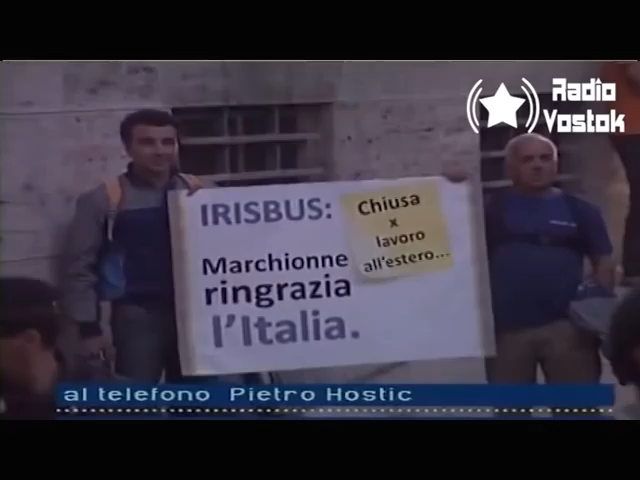 Radio
Vostok
IRISBUS:
Chiusa
x
lavoro
all'estero...
Marchionne
ringrazia
l'Italia.
al telefono Pietro Hostic